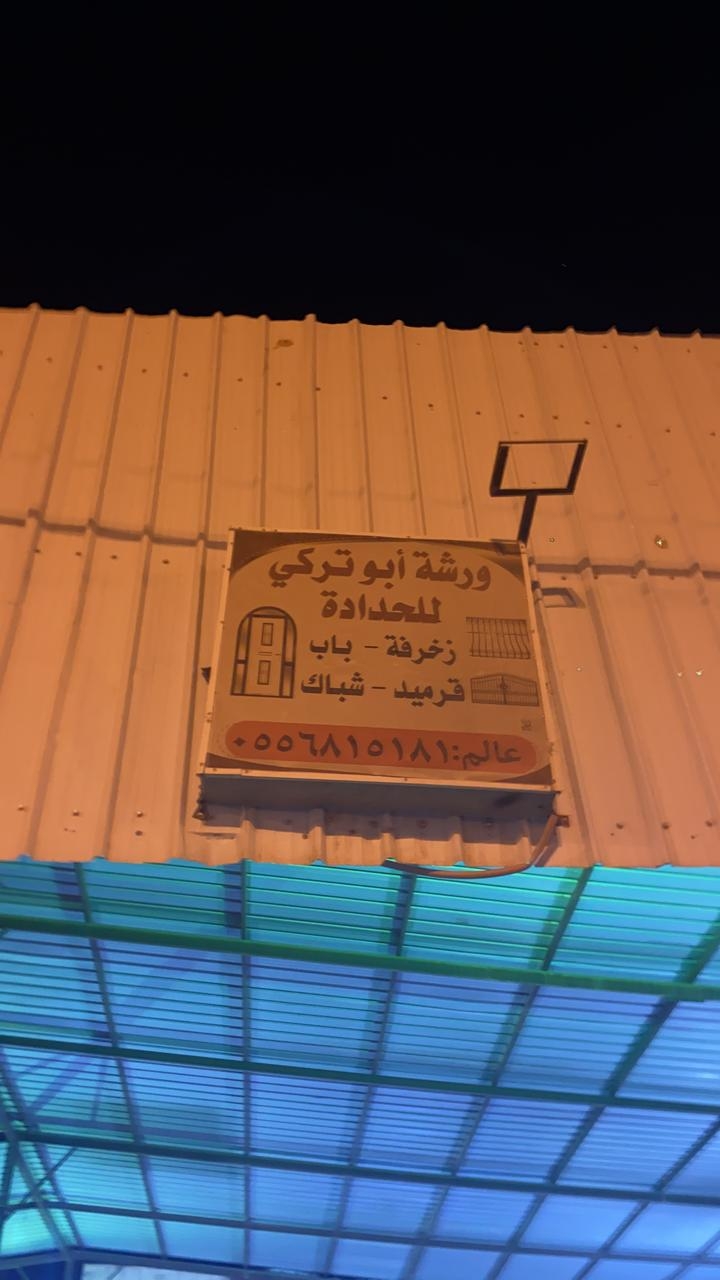 ورشة أبو تركي
للحدادة
زخرفة - باب
قرميد - شباك
عالم: ٠٥٥٦٨١٥١٨١